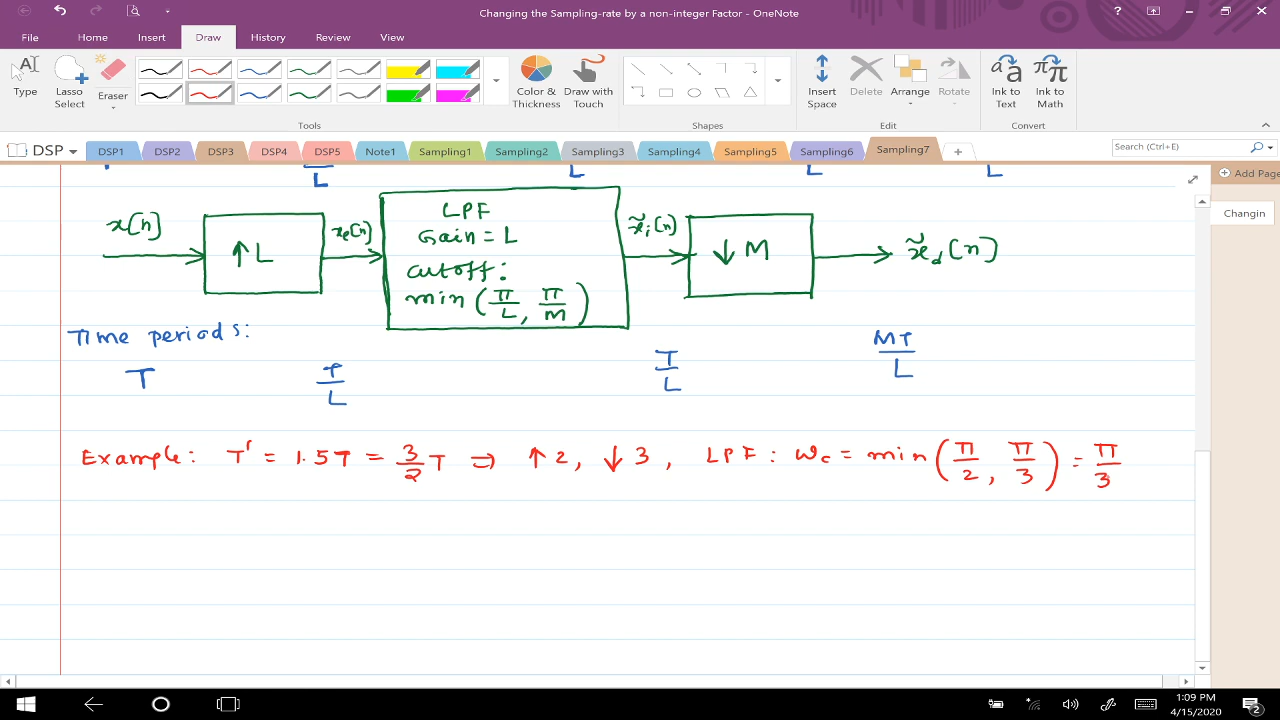 Changing the Sampling-rate by a non-integer Factor - OneNote
?
File Home Insert Draw History Review View
Type
Lasso Select
Eraser
Color & Thickness
Draw with Touch
Insert Space
Delete
Arrange
Rotate
Ink to Text
Ink to Math
Tools Shapes Edit Convert
DSP DSP1 DSP2 DSP3 DSP4 DSP5 Note1 Sampling1 Sampling2 Sampling3 Sampling4 Sampling5 Sampling6 Sampling7 + Search (Ctrl+E)
Add Page
Changin
L L L L
x[n] ↑L xe[n] LPF x̃i[n] ↓M x̃d[n]
Gain = L
cutoff:
min (π/L, π/M)
Time periods:
T T/L T/L MT/L
Example: T' = 1.5T = 3/2 T ⇒ ↑2, ↓3, LPF: ωc = min (π/2, π/3) = π/3
1:09 PM
4/15/2020
2